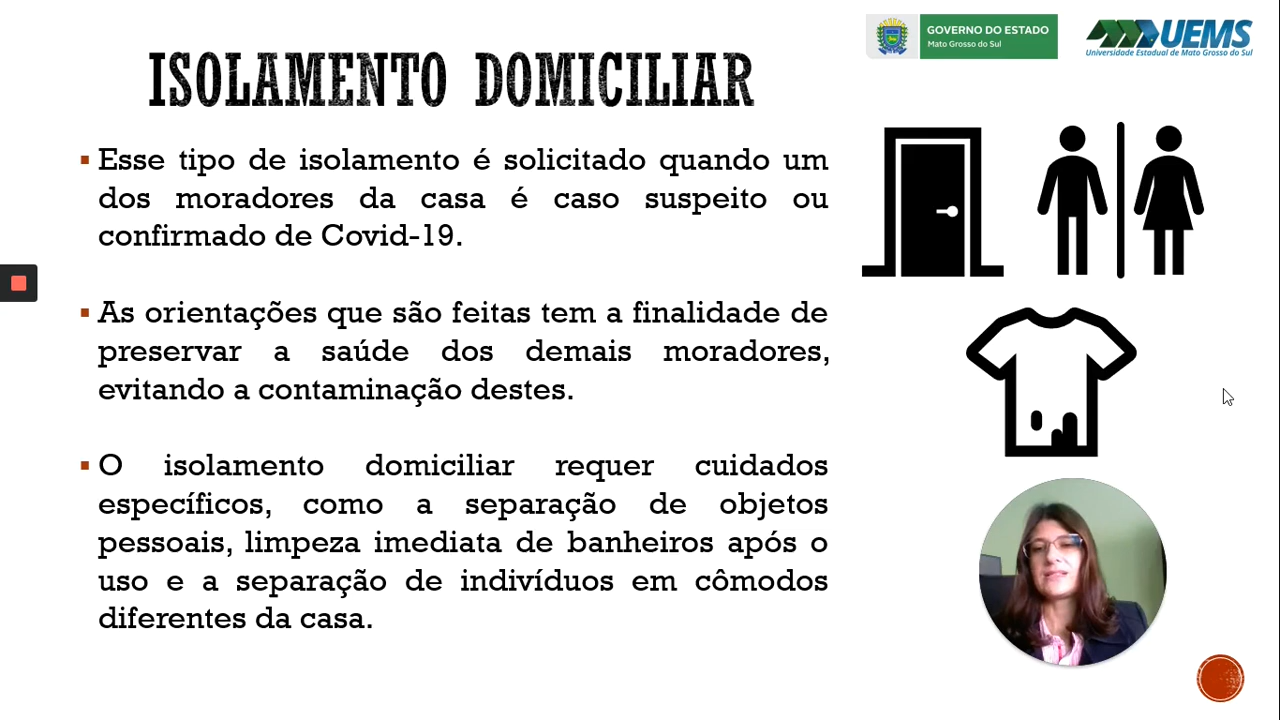 GOVERNO DO ESTADO
Mato Grosso do Sul
UEMS
Universidade Estadual de Mato Grosso do Sul
ISOLAMENTO DOMICILIAR
Esse tipo de isolamento é solicitado quando um
dos moradores da casa é caso suspeito ou
confirmado de Covid-19.
As orientações que são feitas tem a finalidade de
preservar a saúde dos demais moradores,
evitando a contaminação destes.
O isolamento domiciliar requer cuidados
específicos, como a separação de objetos
pessoais, limpeza imediata de banheiros após o
uso e a separação de indivíduos em cômodos
diferentes da casa.